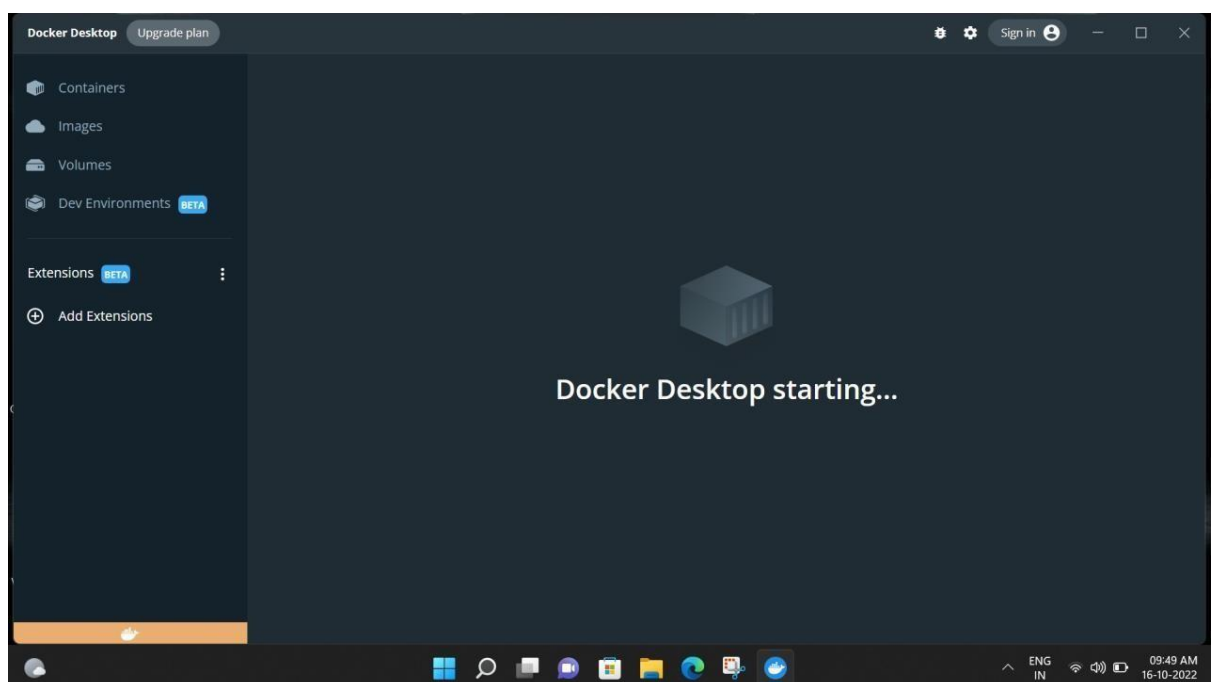 Docker Desktop Upgrade plan Sign in
Containers
Images
Volumes
Dev Environments BETA
Extensions BETA
Add Extensions
Docker Desktop starting...
ENG
IN
09:49 AM
16-10-2022